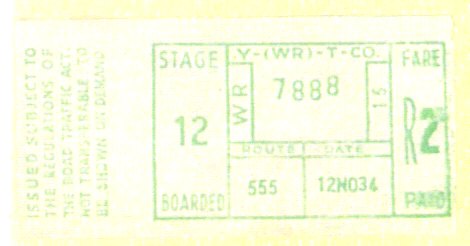 ISSUED SUBJECT TO
THE REGULATIONS OF
THE ROAD TRAFFIC ACT.
NOT TRANSFERABLE TO
BE SHOWN ON DEMAND
STAGE
12
BOARDED
Y-(WR)-T-CO.
WR
7888
15
ROUTE DATE
555 12NO34
FARE
R2
PAID